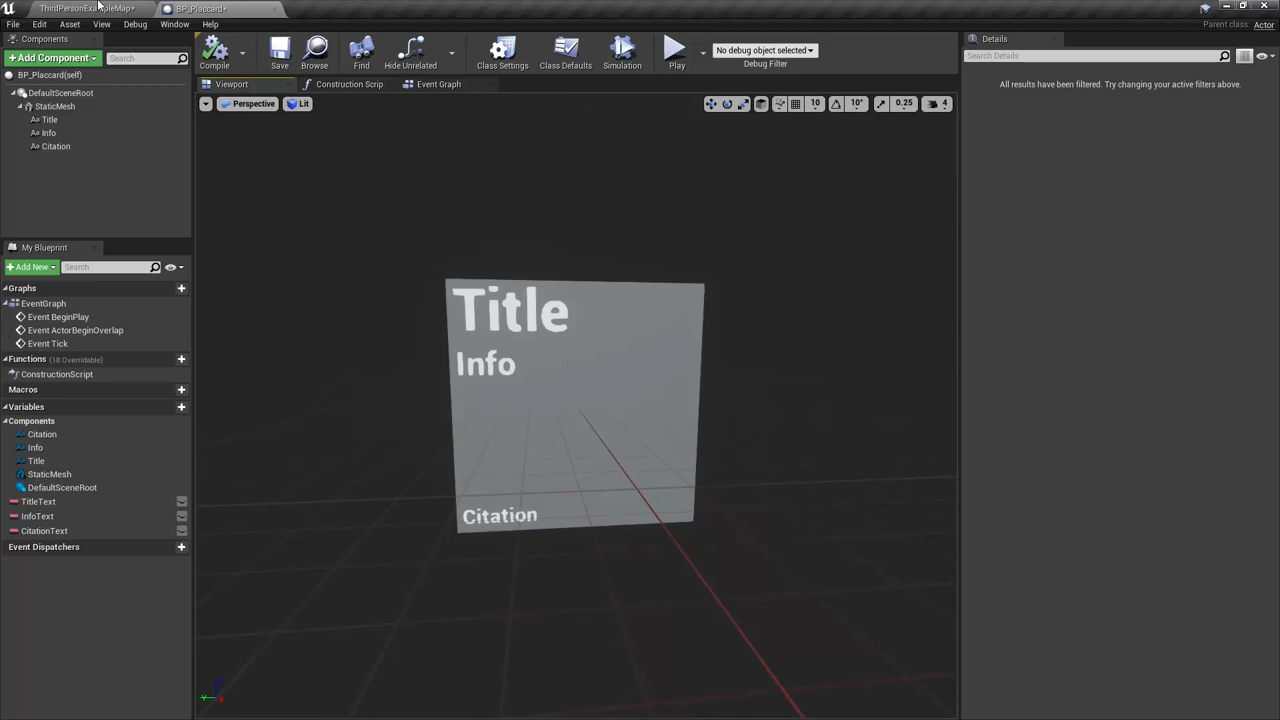 ThirdPersonExampleMap*
BP_Placcard*
File Edit Asset View Debug Window Help
Parent class: Actor
Components
+ Add Component
Search
BP_Placcard(self)
DefaultSceneRoot
StaticMesh
Title
Info
Citation
My Blueprint
+ Add New
Search
Graphs
EventGraph
Event BeginPlay
Event ActorBeginOverlap
Event Tick
Functions (18 Overridable)
ConstructionScript
Macros
Variables
Components
Citation
Info
Title
StaticMesh
DefaultSceneRoot
TitleText
InfoText
CitationText
Event Dispatchers
Compile
Save
Browse
Find
Hide Unrelated
Class Settings
Class Defaults
Simulation
Play
No debug object selected
Debug Filter
Viewport
Construction Scrip
Event Graph
Perspective
Lit
10
10°
0.25
4
Title
Info
Citation
Details
Search Details
All results have been filtered. Try changing your active filters above.